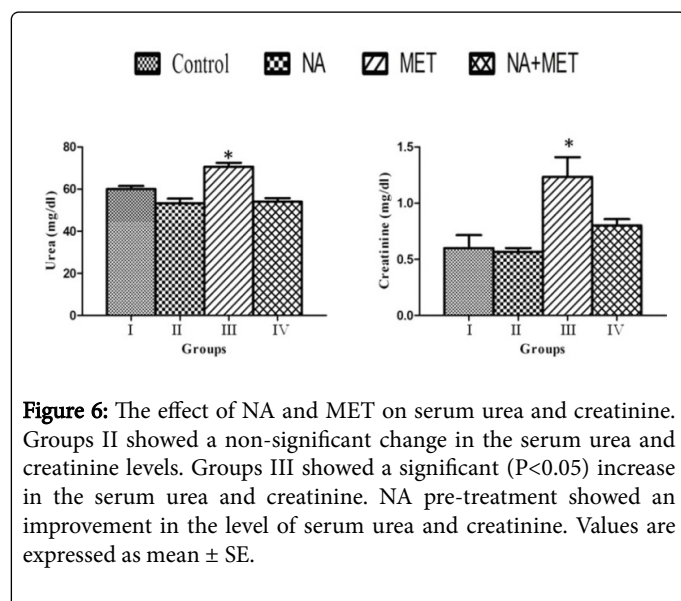 Control NA MET NA+MET
80
60
40
20
0
Urea (mg/dl)
*
I II III IV
Groups
1.5
1.0
0.5
0.0
Creatinine (mg/dl)
*
I II III IV
Groups
Figure 6: The effect of NA and MET on serum urea and creatinine.
Groups II showed a non-significant change in the serum urea and
creatinine levels. Groups III showed a significant (P<0.05) increase
in the serum urea and creatinine. NA pre-treatment showed an
improvement in the level of serum urea and creatinine. Values are
expressed as mean ± SE.